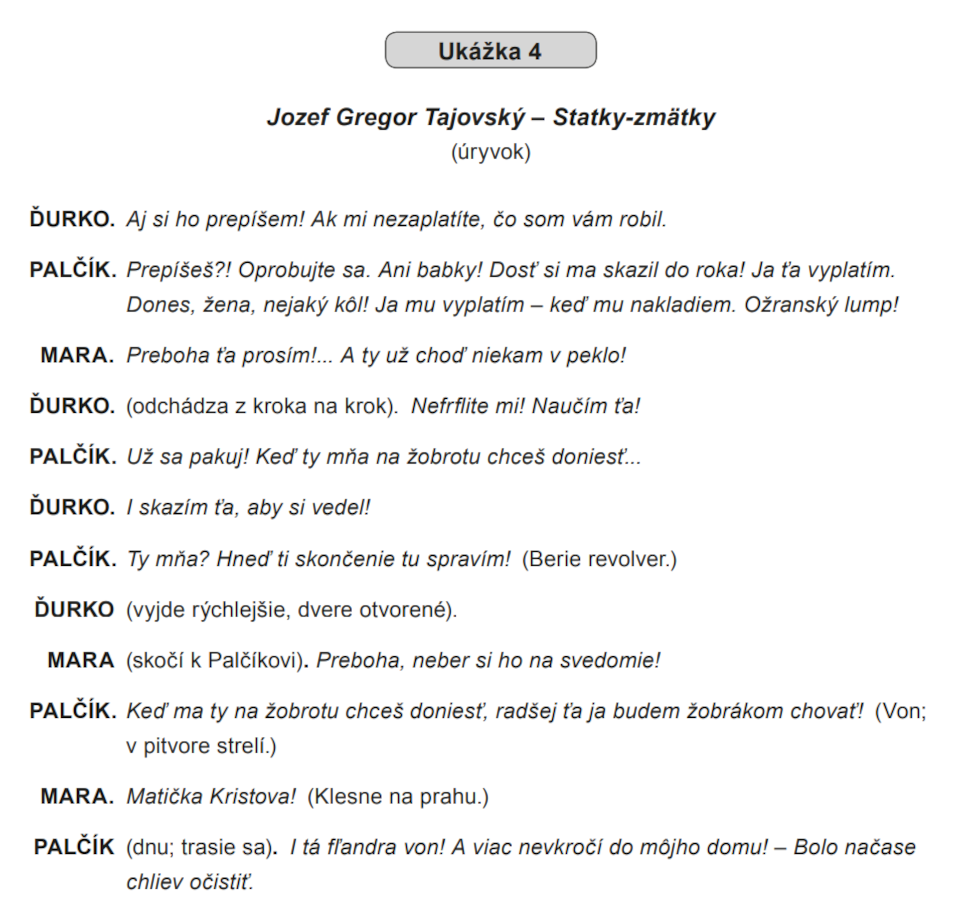 Ukážka 4
Jozef Gregor Tajovský – Statky-zmätky
(úryvok)
ĎURKO. Aj si ho prepíšem! Ak mi nezaplatíte, čo som vám robil.
PALČÍK. Prepíšeš?! Oprobujte sa. Ani babky! Dosť si ma skazil do roka! Ja ťa vyplatím.
Dones, žena, nejaký kôl! Ja mu vyplatím – keď mu nakladiem. Ožranský lump!
MARA. Preboha ťa prosím!... A ty už choď niekam v peklo!
ĎURKO. (odchádza z kroka na krok). Nefrflite mi! Naučím ťa!
PALČÍK. Už sa pakuj! Keď ty mňa na žobrotu chceš doniesť...
ĎURKO. I skazím ťa, aby si vedel!
PALČÍK. Ty mňa? Hneď ti skončenie tu spravím! (Berie revolver.)
ĎURKO (vyjde rýchlejšie, dvere otvorené).
MARA (skočí k Palčíkovi). Preboha, neber si ho na svedomie!
PALČÍK. Keď ma ty na žobrotu chceš doniesť, radšej ťa ja budem žobrákom chovať! (Von;
v pitvore strelí.)
MARA. Matička Kristova! (Klesne na prahu.)
PALČÍK (dnu; trasie sa). I tá fľandra von! A viac nevkročí do môjho domu! – Bolo načase
chliev očistiť.